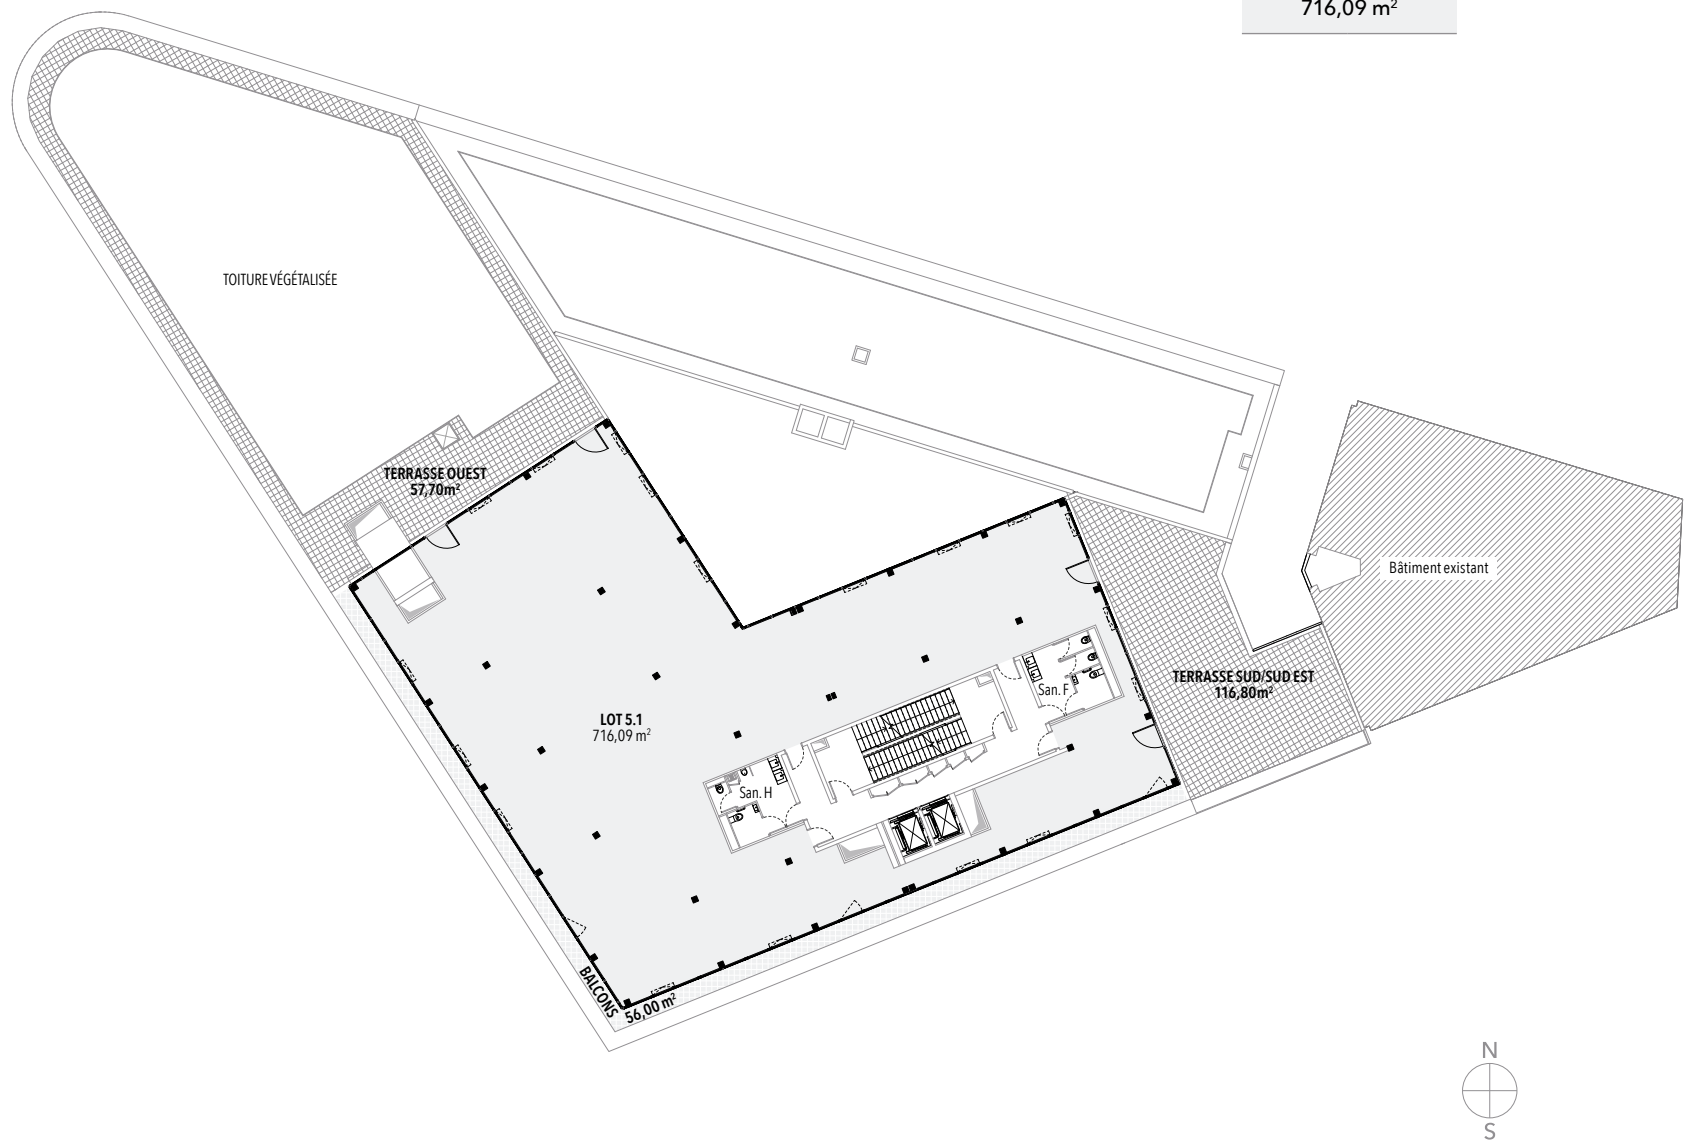 716,09 m²
TOITURE VÉGÉTALISÉE
TERRASSE OUEST
57,70m²
Bâtiment existant
TERRASSE SUD/SUD EST
116,80m²
San. F
LOT 5.1
716,09 m²
San. H
BALCONS
56,00 m²
N
S